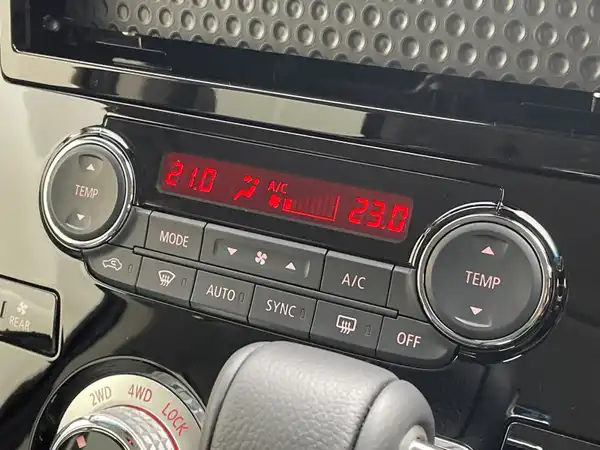 21.0
A/C
23.0
TEMP
MODE
A/C
TEMP
AUTO
SYNC
OFF
REAR
2WD
4WD
LOCK